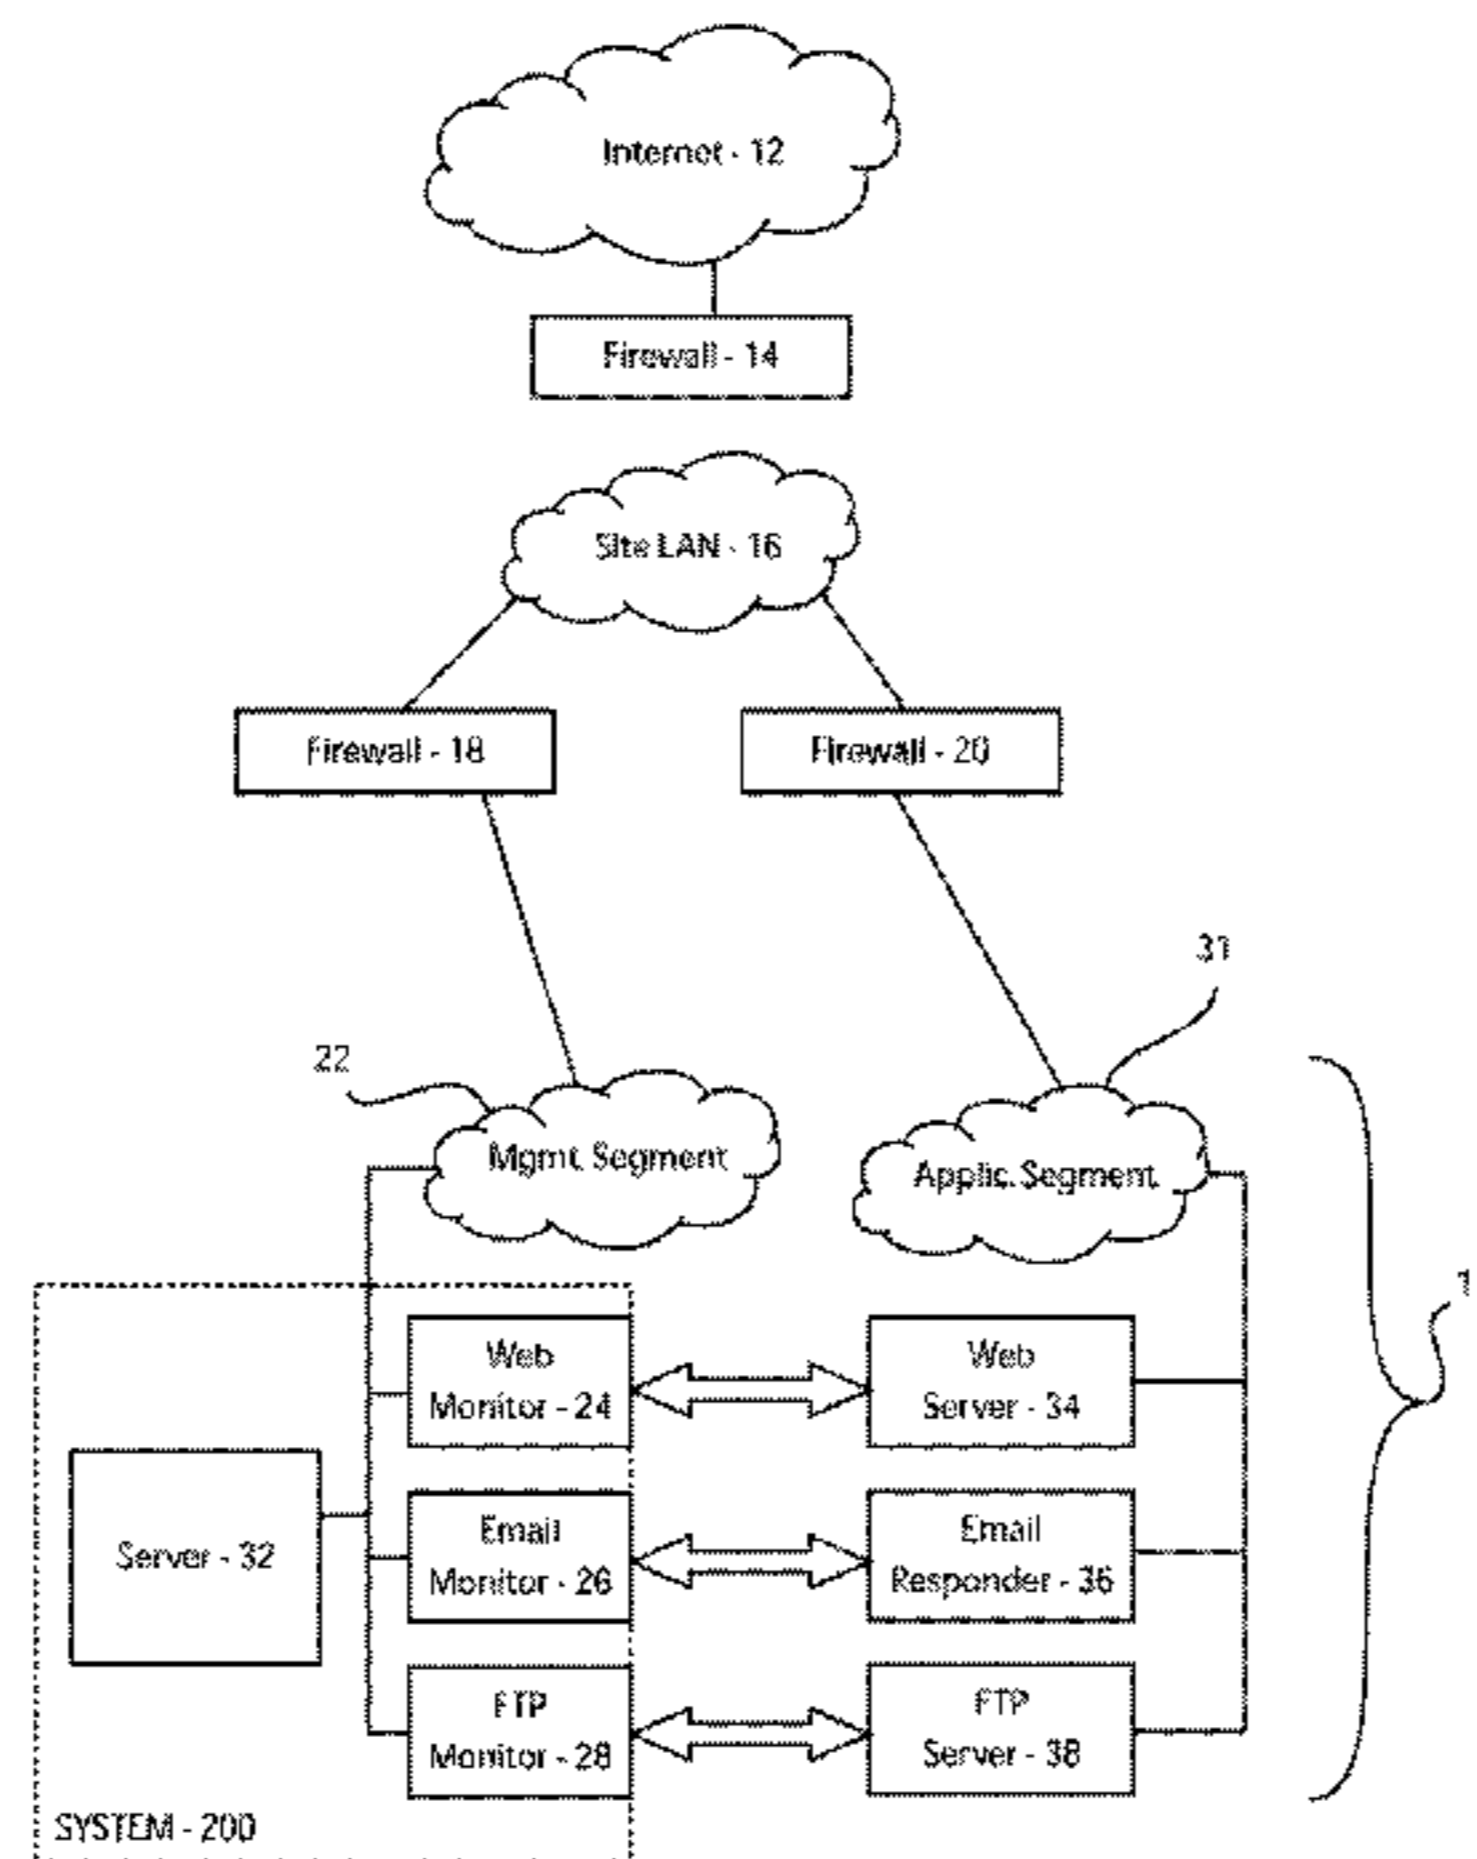 Internet - 12
Firewall - 14
Site LAN - 16
Firewall - 18
Firewall - 20
31
22
Mgmt. Segment
Applic. Segment
1
Web
Monitor - 24
Web
Server - 34
Server - 32
Email
Monitor - 26
Email
Responder - 36
FTP
Monitor - 28
FTP
Server - 38
SYSTEM - 200